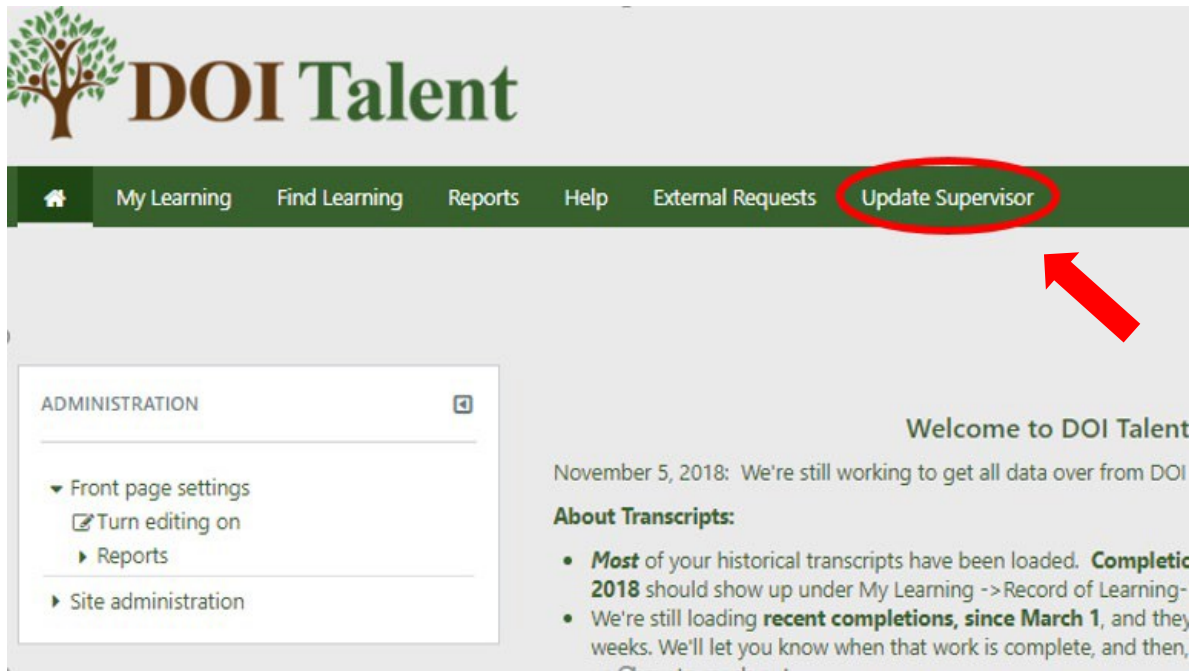 DOI Talent
My Learning Find Learning Reports Help External Requests Update Supervisor
ADMINISTRATION
Front page settings
Turn editing on
Reports
Site administration
Welcome to DOI Talent
November 5, 2018: We're still working to get all data over from DOI
About Transcripts:
Most of your historical transcripts have been loaded. Completio
2018 should show up under My Learning ->Record of Learning-
We're still loading recent completions, since March 1, and they
weeks. We'll let you know when that work is complete, and then,